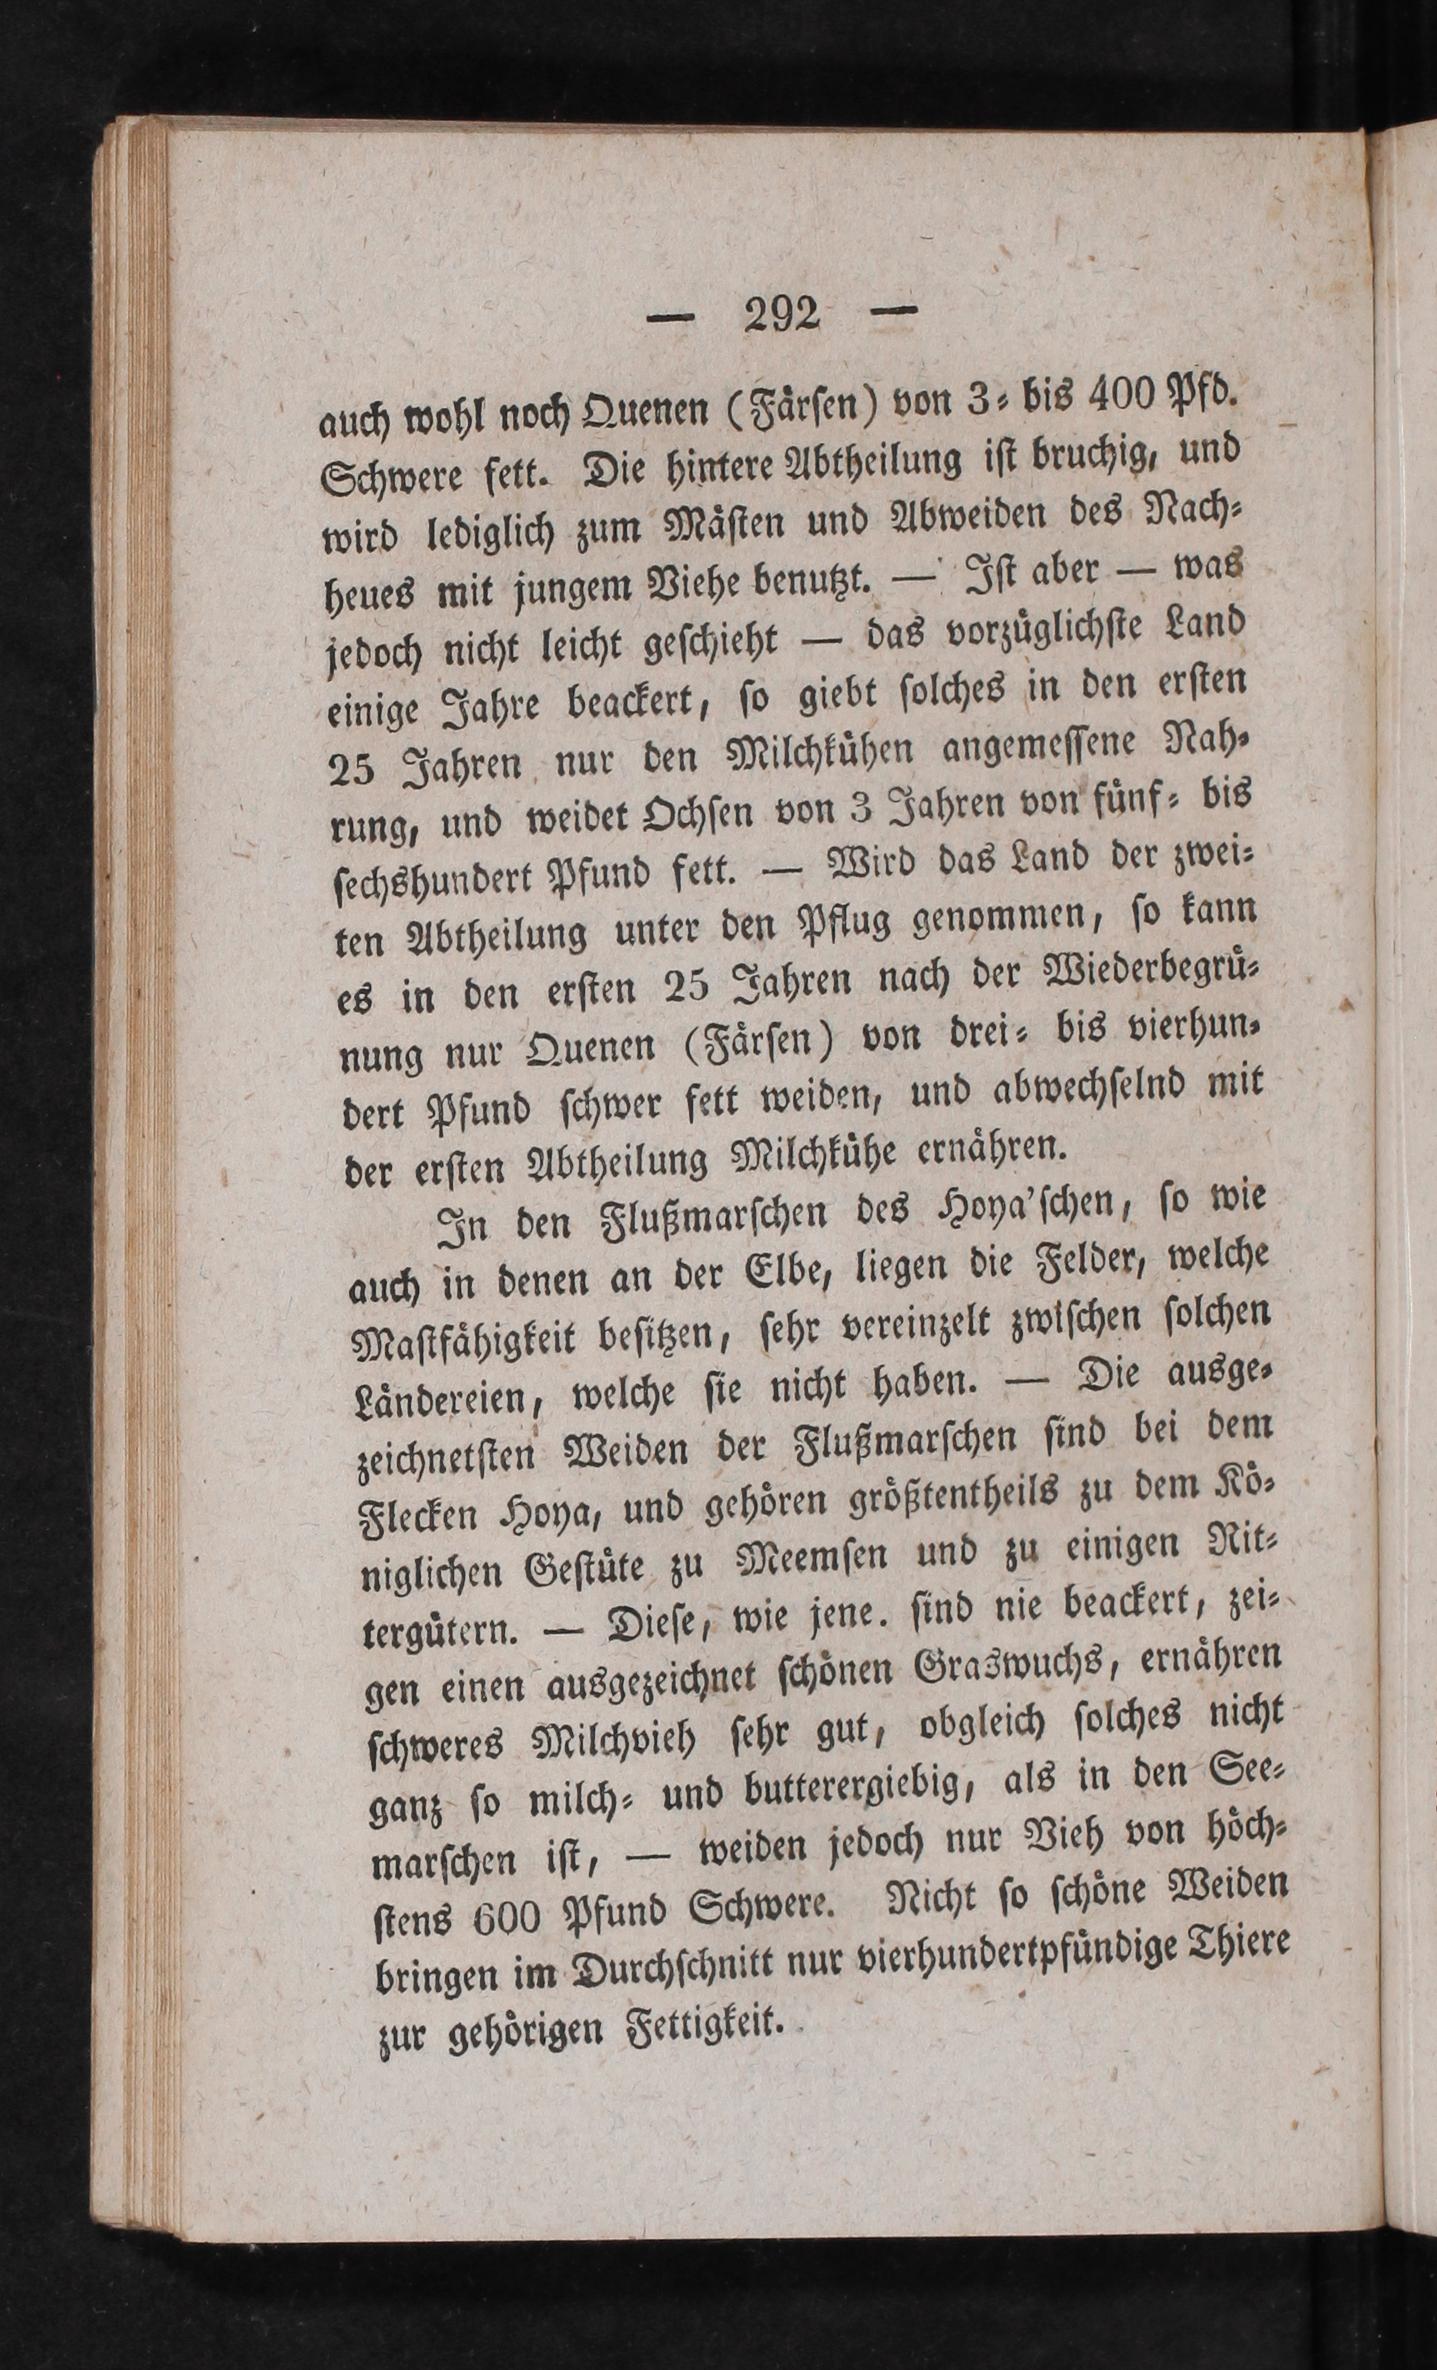 — 292 —
auch wohl noch Quenen (Färſen) von 3⸗ bis 400 Pfd.
Schwere fett. Die hintere Abtheilung iſt bruchig, und
wird lediglich zum Mäſten und Abweiden des Nach⸗
heues mit jungem Viehe benutzt. — Iſt aber — was
jedoch nicht leicht geſchieht — das vorzüglichſte Land
einige Jahre beackert, ſo giebt ſolches in den erſten
25 Jahren nur den Milchkühen angemeſſene Nah⸗
rung, und weidet Ochſen von 3 Jahren von fünf⸗ bis
ſechshundert Pfund fett. — Wird das Land der zwei⸗
ten Abtheilung unter den Pflug genommen, ſo kann
es in den erſten 25 Jahren nach der Wiederbegrü⸗
nung nur Quenen (Färſen) von drei⸗ bis vierhun⸗
dert Pfund ſchwer fett weiden, und abwechſelnd mit
der erſten Abtheilung Milchkühe ernähren.
In den Flußmarſchen des Hoya’ſchen, ſo wie
auch in denen an der Elbe, liegen die Felder, welche
Maſtfähigkeit beſitzen, ſehr vereinzelt zwiſchen ſolchen
Ländereien, welche ſie nicht haben. — Die ausge⸗
zeichnetſten Weiden der Flußmarſchen ſind bei dem
Flecken Hoya, und gehören größtentheils zu dem Kö⸗
niglichen Geſtüte zu Meemſen und zu einigen Rit⸗
tergütern. — Dieſe, wie jene. ſind nie beackert, zei⸗
gen einen ausgezeichnet ſchönen Graswuchs, ernähren
ſchweres Milchvieh ſehr gut, obgleich ſolches nicht
ganz ſo milch⸗ und butterergiebig, als in den See⸗
marſchen iſt, — weiden jedoch nur Vieh von höch⸗
ſtens 600 Pfund Schwere. Nicht ſo ſchöne Weiden
bringen im Durchſchnitt nur vierhundertpfündige Thiere
zur gehörigen Fettigkeit.